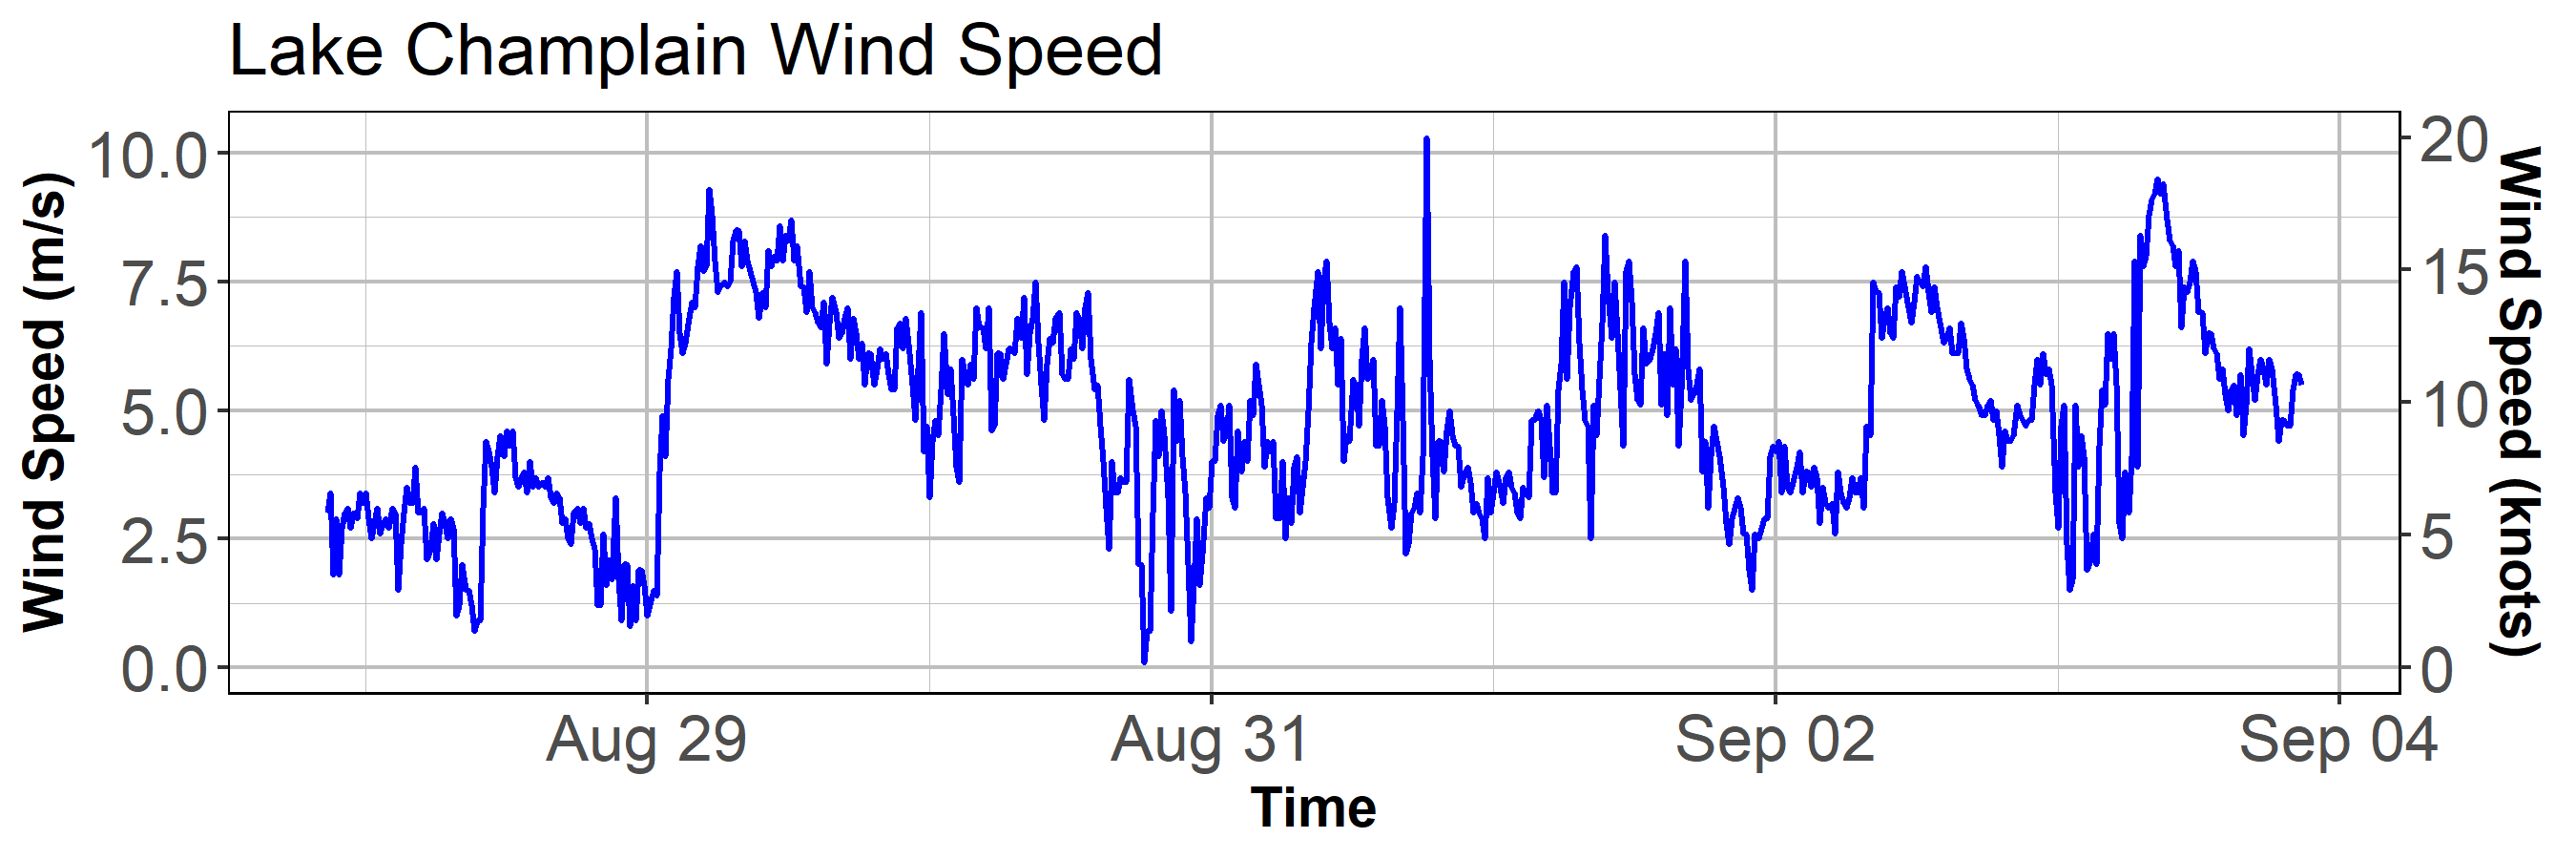 Lake Champlain Wind Speed
Wind Speed (m/s)
10.0
7.5
5.0
2.5
0.0
20
15
10
5
0
Wind Speed (knots)
Aug 29
Aug 31
Sep 02
Sep 04
Time